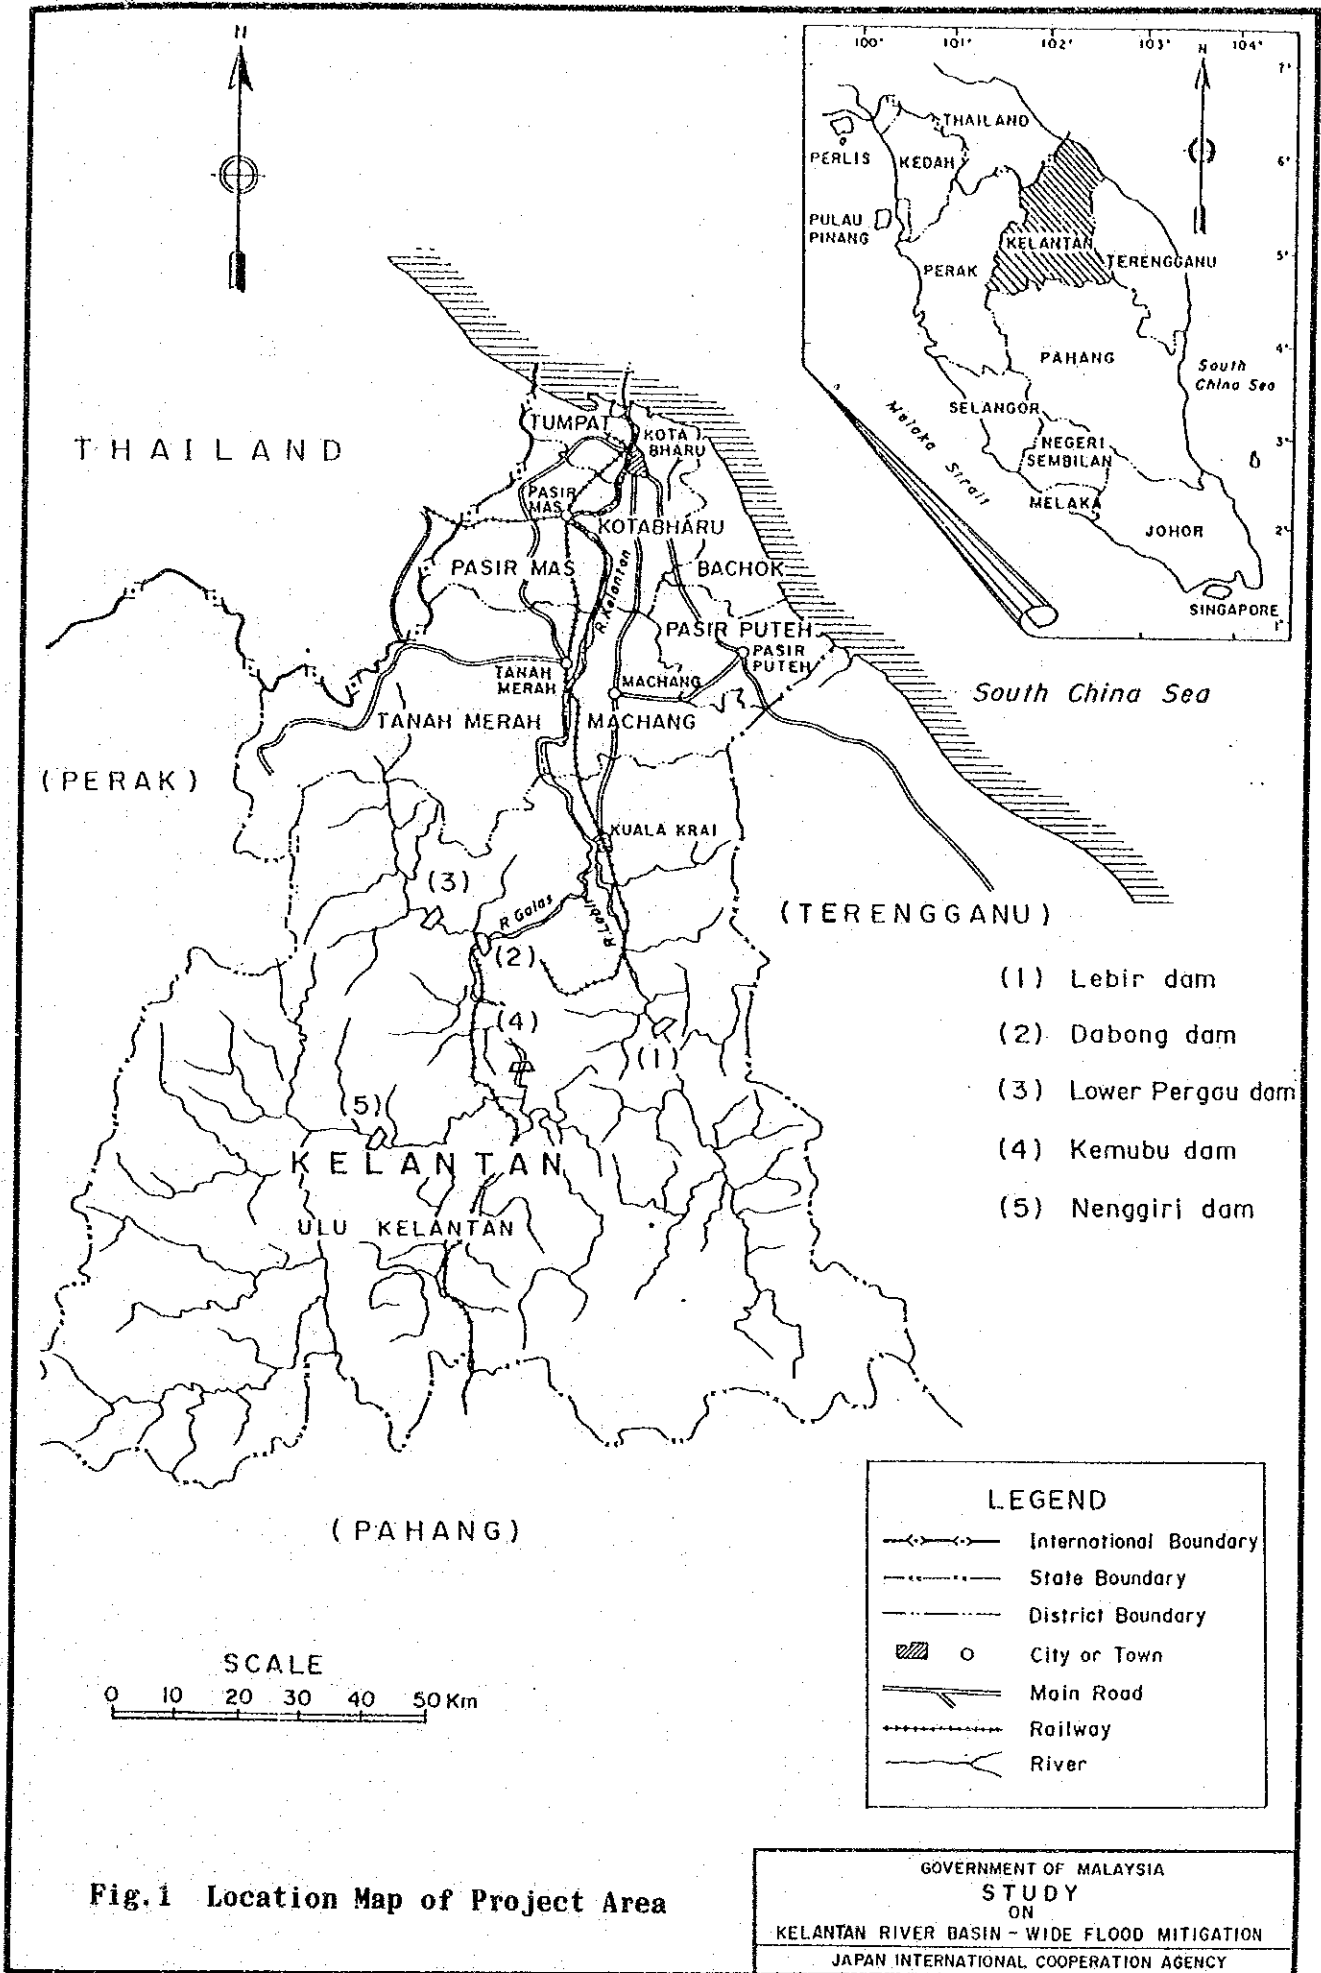 N
100°
101°
102°
103°
104°
N
7°
6°
5°
4°
3°
2°
1°
THAILAND
PERLIS
KEDAH
PULAU
PINANG
KELANTAN
TERENGGANU
PERAK
PAHANG
South
China Sea
SELANGOR
Melaka Strait
NEGERI
SEMBILAN
MELAKA
JOHOR
SINGAPORE
THAILAND
TUMPAT
KOTA
BHARU
PASIR
MAS
KOTABHARU
PASIR MAS
R.Kelantan
BACHOK
PASIR PUTEH
PASIR
PUTEH
TANAH
MERAH
MACHANG
South China Sea
TANAH MERAH
MACHANG
(PERAK)
KUALA KRAI
(3)
R.Galas
R.Lebir
(TERENGGANU)
(2)
(4)
(1)
(5)
(1) Lebir dam
(2) Dabong dam
(3) Lower Pergau dam
(4) Kemubu dam
(5) Nenggiri dam
KELANTAN
ULU KELANTAN
(PAHANG)
LEGEND
International Boundary
State Boundary
District Boundary
City or Town
Main Road
Railway
River
SCALE
0 10 20 30 40 50 Km
Fig.1 Location Map of Project Area
GOVERNMENT OF MALAYSIA
STUDY
ON
KELANTAN RIVER BASIN - WIDE FLOOD MITIGATION
JAPAN INTERNATIONAL COOPERATION AGENCY